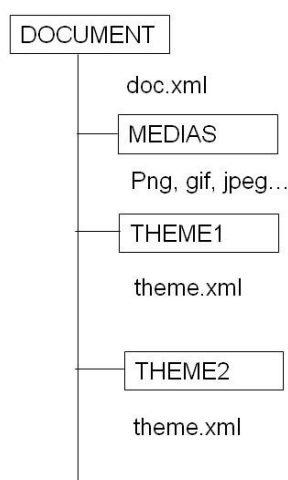 DOCUMENT
doc.xml
MEDIAS
Png, gif, jpeg...
THEME1
theme.xml
THEME2
theme.xml